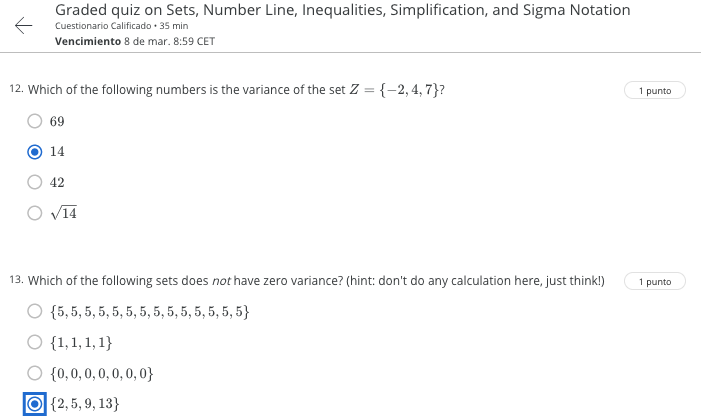 Graded quiz on Sets, Number Line, Inequalities, Simplification, and Sigma Notation
Cuestionario Calificado • 35 min
Vencimiento 8 de mar. 8:59 CET
12. Which of the following numbers is the variance of the set Z = {−2, 4, 7}?
1 punto
69
14
42
√14
13. Which of the following sets does not have zero variance? (hint: don't do any calculation here, just think!)
1 punto
{5, 5, 5, 5, 5, 5, 5, 5, 5, 5, 5, 5, 5, 5}
{1, 1, 1, 1}
{0, 0, 0, 0, 0, 0, 0}
{2, 5, 9, 13}